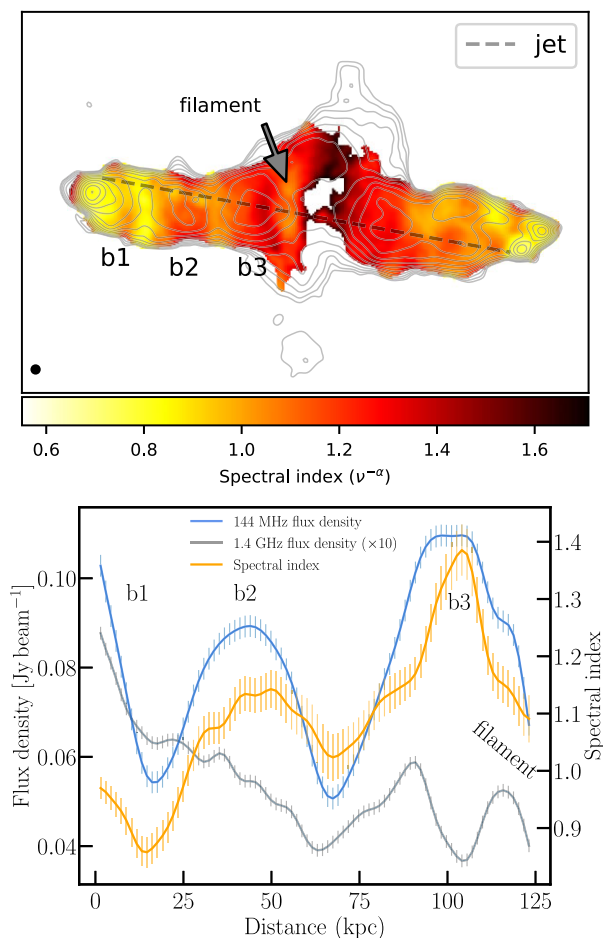 jet
filament
b1
b2
b3
0.6 0.8 1.0 1.2 1.4 1.6
Spectral index (ν⁻ᵅ)
144 MHz flux density
1.4 GHz flux density (×10)
Spectral index
b1
b2
b3
filament
Flux density [Jy beam⁻¹]
0.10
0.08
0.06
0.04
1.4
1.3
1.2
1.1
1.0
0.9
Spectral index
0 25 50 75 100 125
Distance (kpc)